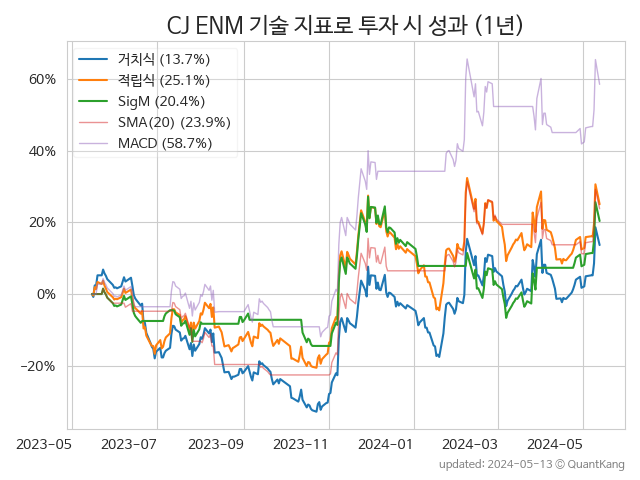 CJ ENM 기술 지표로 투자 시 성과 (1년)
거치식 (13.7%)
적립식 (25.1%)
SigM (20.4%)
SMA(20) (23.9%)
MACD (58.7%)
60%
40%
20%
0%
−20%
2023-05 2023-07 2023-09 2023-11 2024-01 2024-03 2024-05
updated: 2024-05-13 © QuantKang